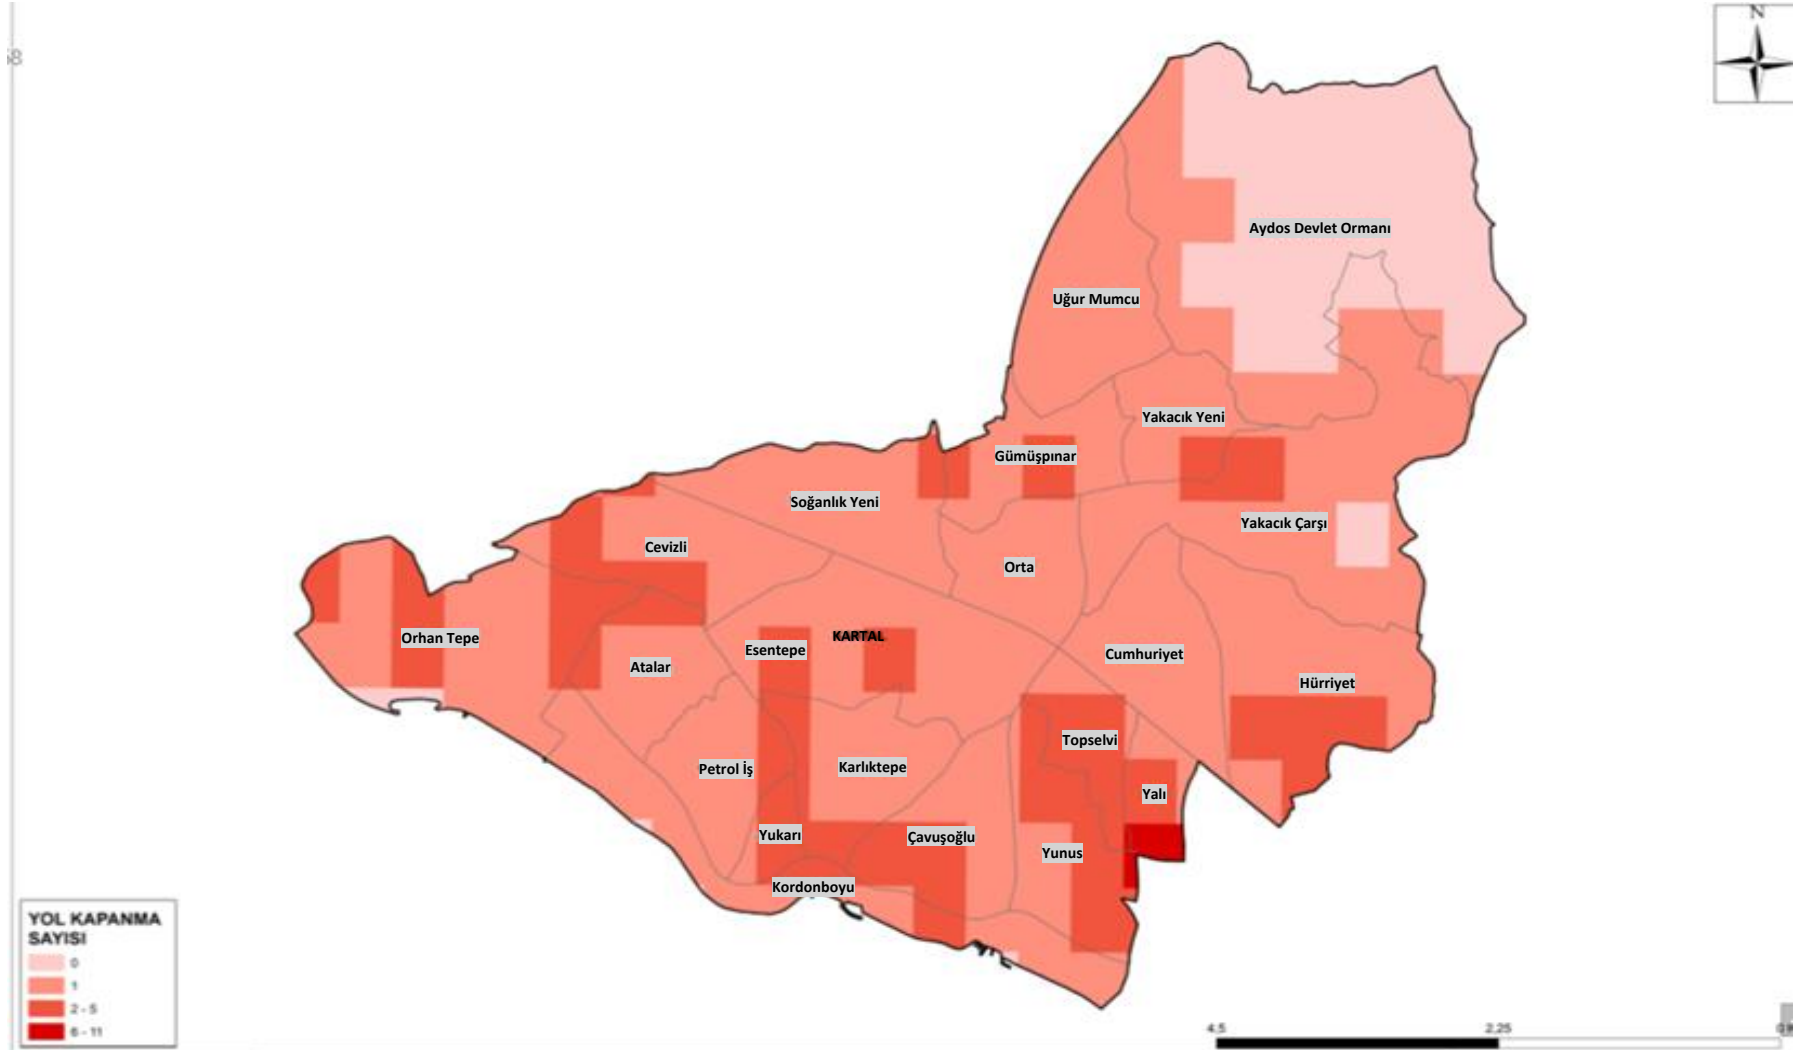 N
Aydos Devlet Ormanı
Uğur Mumcu
Yakacık Yeni
Gümüşpınar
Soğanlık Yeni
Yakacık Çarşı
Cevizli
Orta
KARTAL
Orhan Tepe
Esentepe
Cumhuriyet
Atalar
Hürriyet
Topselvi
Petrol İş
Karlıktepe
Yalı
Yukarı
Çavuşoğlu
Yunus
Kordonboyu
YOL KAPANMA
SAYISI
0
1
2 - 5
6 - 11
4,5
2,25